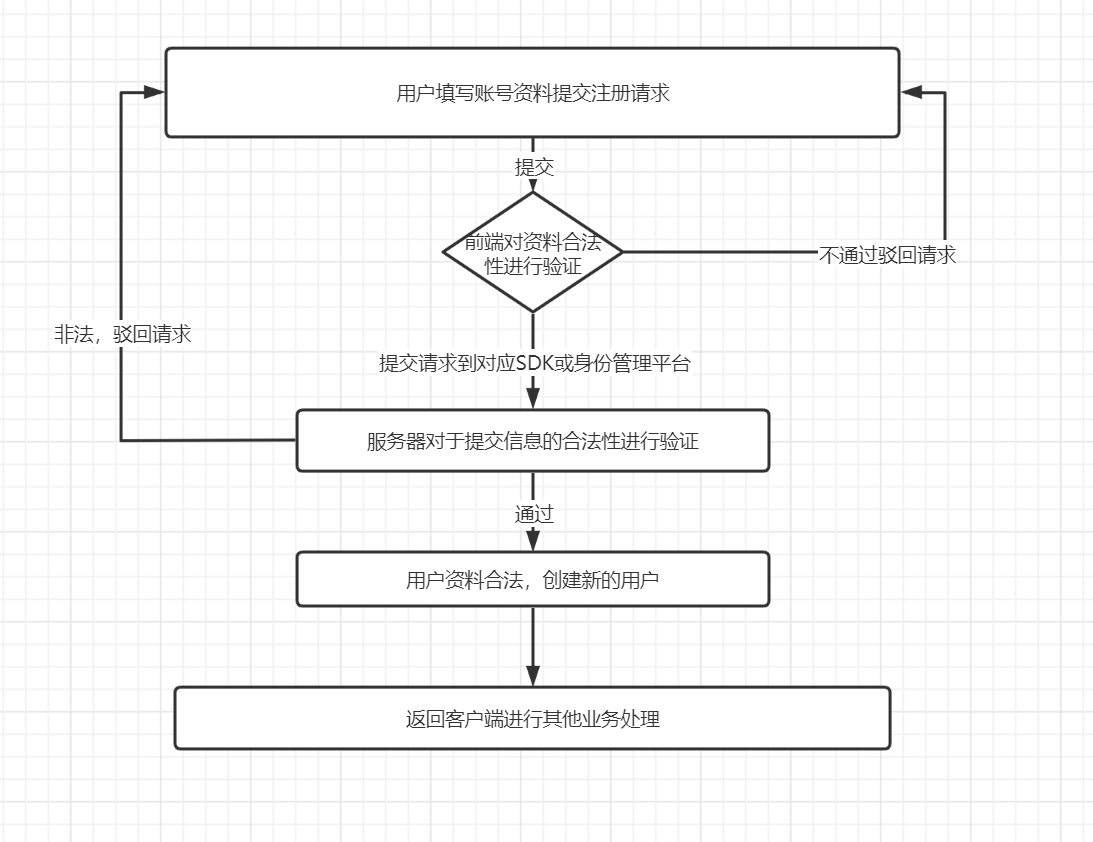 用户填写账号资料提交注册请求
提交
前端对资料合法
性进行验证
不通过驳回请求
非法，驳回请求
提交请求到对应SDK或身份管理平台
服务器对于提交信息的合法性进行验证
通过
用户资料合法，创建新的用户
返回客户端进行其他业务处理